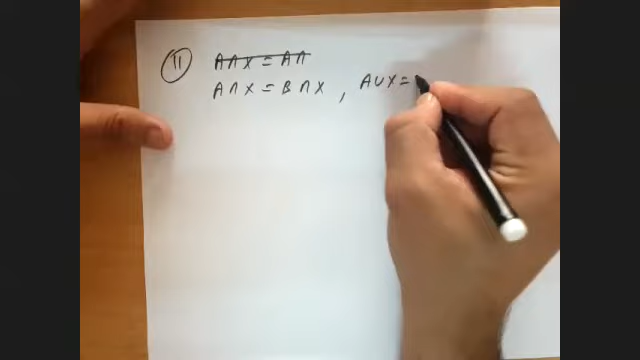 11 A∩X = A∩
A∩X = B∩X , A∪X =